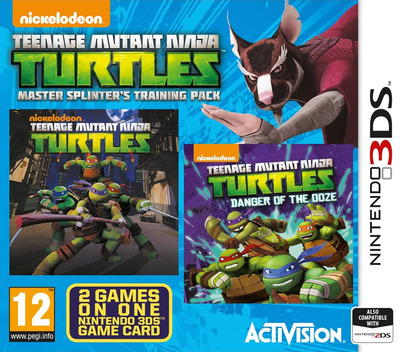 nickelodeon
TEENAGE MUTANT NINJA
TURTLES
MASTER SPLINTER'S TRAINING PACK
nickelodeon
TEENAGE MUTANT NINJA
TURTLES
nickelodeon
TEENAGE MUTANT NINJA
TURTLES
DANGER OF THE OOZE
NINTENDO 3DS
12
www.pegi.info
2 GAMES
ON ONE
NINTENDO 3DS
GAME CARD
ACTIVISION
ALSO
COMPATIBLE
WITH
NINTENDO 2DS